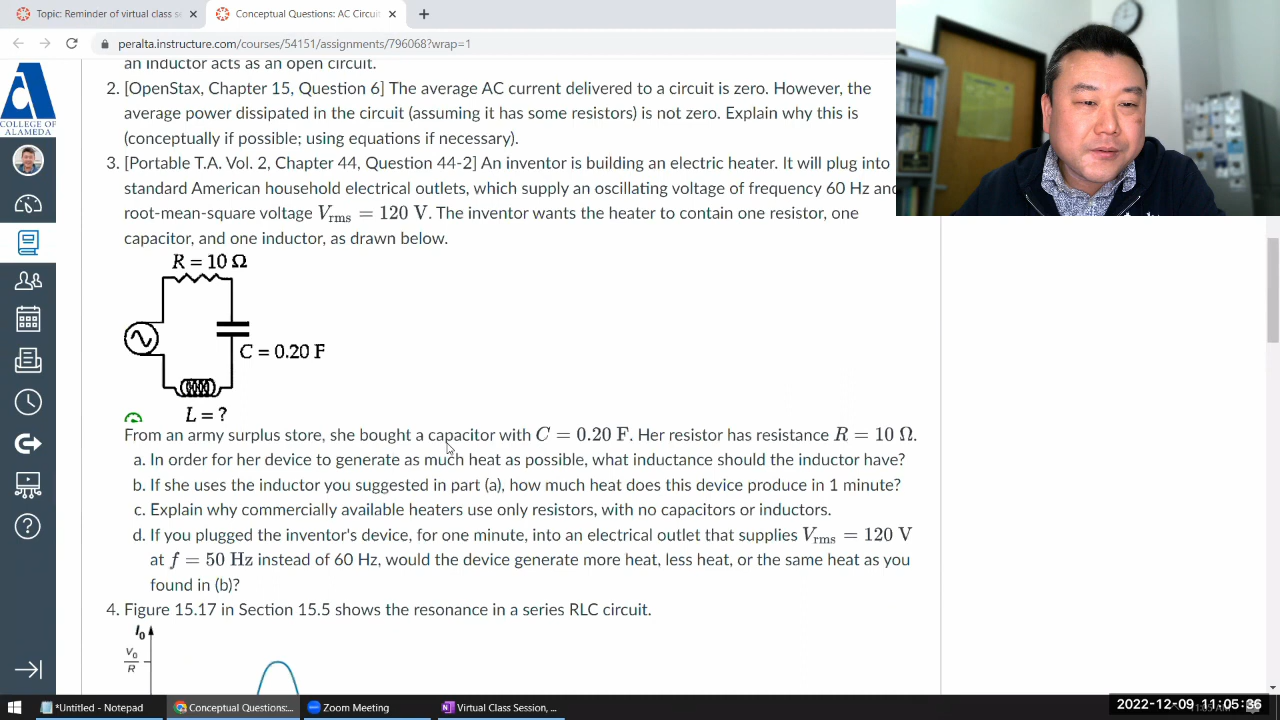 Topic: Reminder of virtual class s
Conceptual Questions: AC Circuit
peralta.instructure.com/courses/54151/assignments/796068?wrap=1
an inductor acts as an open circuit.
2. [OpenStax, Chapter 15, Question 6] The average AC current delivered to a circuit is zero. However, the
average power dissipated in the circuit (assuming it has some resistors) is not zero. Explain why this is
(conceptually if possible; using equations if necessary).
COLLEGE OF
ALAMEDA
3. [Portable T.A. Vol. 2, Chapter 44, Question 44-2] An inventor is building an electric heater. It will plug into
standard American household electrical outlets, which supply an oscillating voltage of frequency 60 Hz and
root-mean-square voltage Vrms = 120 V. The inventor wants the heater to contain one resistor, one
capacitor, and one inductor, as drawn below.
R = 10 Ω
C = 0.20 F
L = ?
From an army surplus store, she bought a capacitor with C = 0.20 F. Her resistor has resistance R = 10 Ω.
a. In order for her device to generate as much heat as possible, what inductance should the inductor have?
b. If she uses the inductor you suggested in part (a), how much heat does this device produce in 1 minute?
c. Explain why commercially available heaters use only resistors, with no capacitors or inductors.
d. If you plugged the inventor's device, for one minute, into an electrical outlet that supplies Vrms = 120 V
at f = 50 Hz instead of 60 Hz, would the device generate more heat, less heat, or the same heat as you
found in (b)?
4. Figure 15.17 in Section 15.5 shows the resonance in a series RLC circuit.
I0
V0
R
*Untitled - Notepad
Conceptual Questions:...
Zoom Meeting
Virtual Class Session, ...
2022-12-09 11:05:36